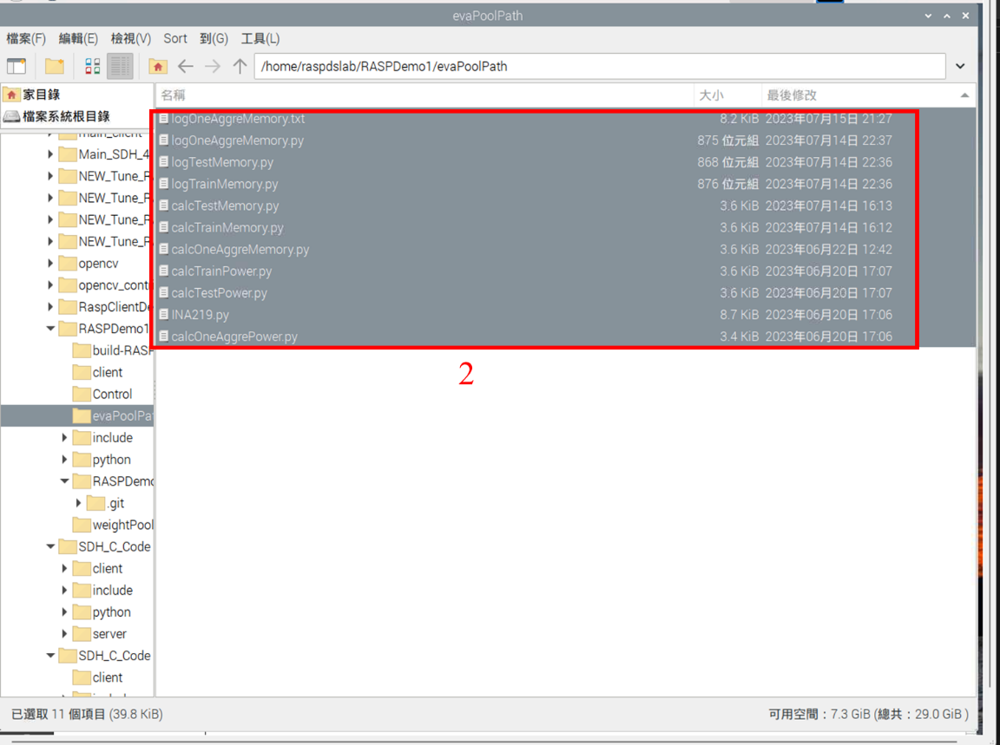 evaPoolPath
檔案(F) 編輯(E) 檢視(V) Sort 到(G) 工具(L)
/home/raspdslab/RASPDemo1/evaPoolPath
家目錄
檔案系統根目錄
main_client
Main_SDH_4
NEW_Tune_R
NEW_Tune_R
NEW_Tune_R
NEW_Tune_R
opencv
opencv_conti
RaspClientDe
RASPDemo1
build-RASP
client
Control
evaPoolPat
include
python
RASPDemo
.git
weightPool
SDH_C_Code
client
include
python
server
SDH_C_Code
client
名稱 大小 最後修改
logOneAggreMemory.txt 8.2 KiB 2023年07月15日 21:27
logOneAggreMemory.py 875 位元組 2023年07月14日 22:37
logTestMemory.py 868 位元組 2023年07月14日 22:36
logTrainMemory.py 876 位元組 2023年07月14日 22:36
calcTestMemory.py 3.6 KiB 2023年07月14日 16:13
calcTrainMemory.py 3.6 KiB 2023年07月14日 16:12
calcOneAggreMemory.py 3.6 KiB 2023年06月22日 12:42
calcTrainPower.py 3.6 KiB 2023年06月20日 17:07
calcTestPower.py 3.6 KiB 2023年06月20日 17:07
INA219.py 8.7 KiB 2023年06月20日 17:06
calcOneAggrePower.py 3.4 KiB 2023年06月20日 17:06
2
已選取 11 個項目 (39.8 KiB)
可用空間：7.3 GiB (總共：29.0 GiB )